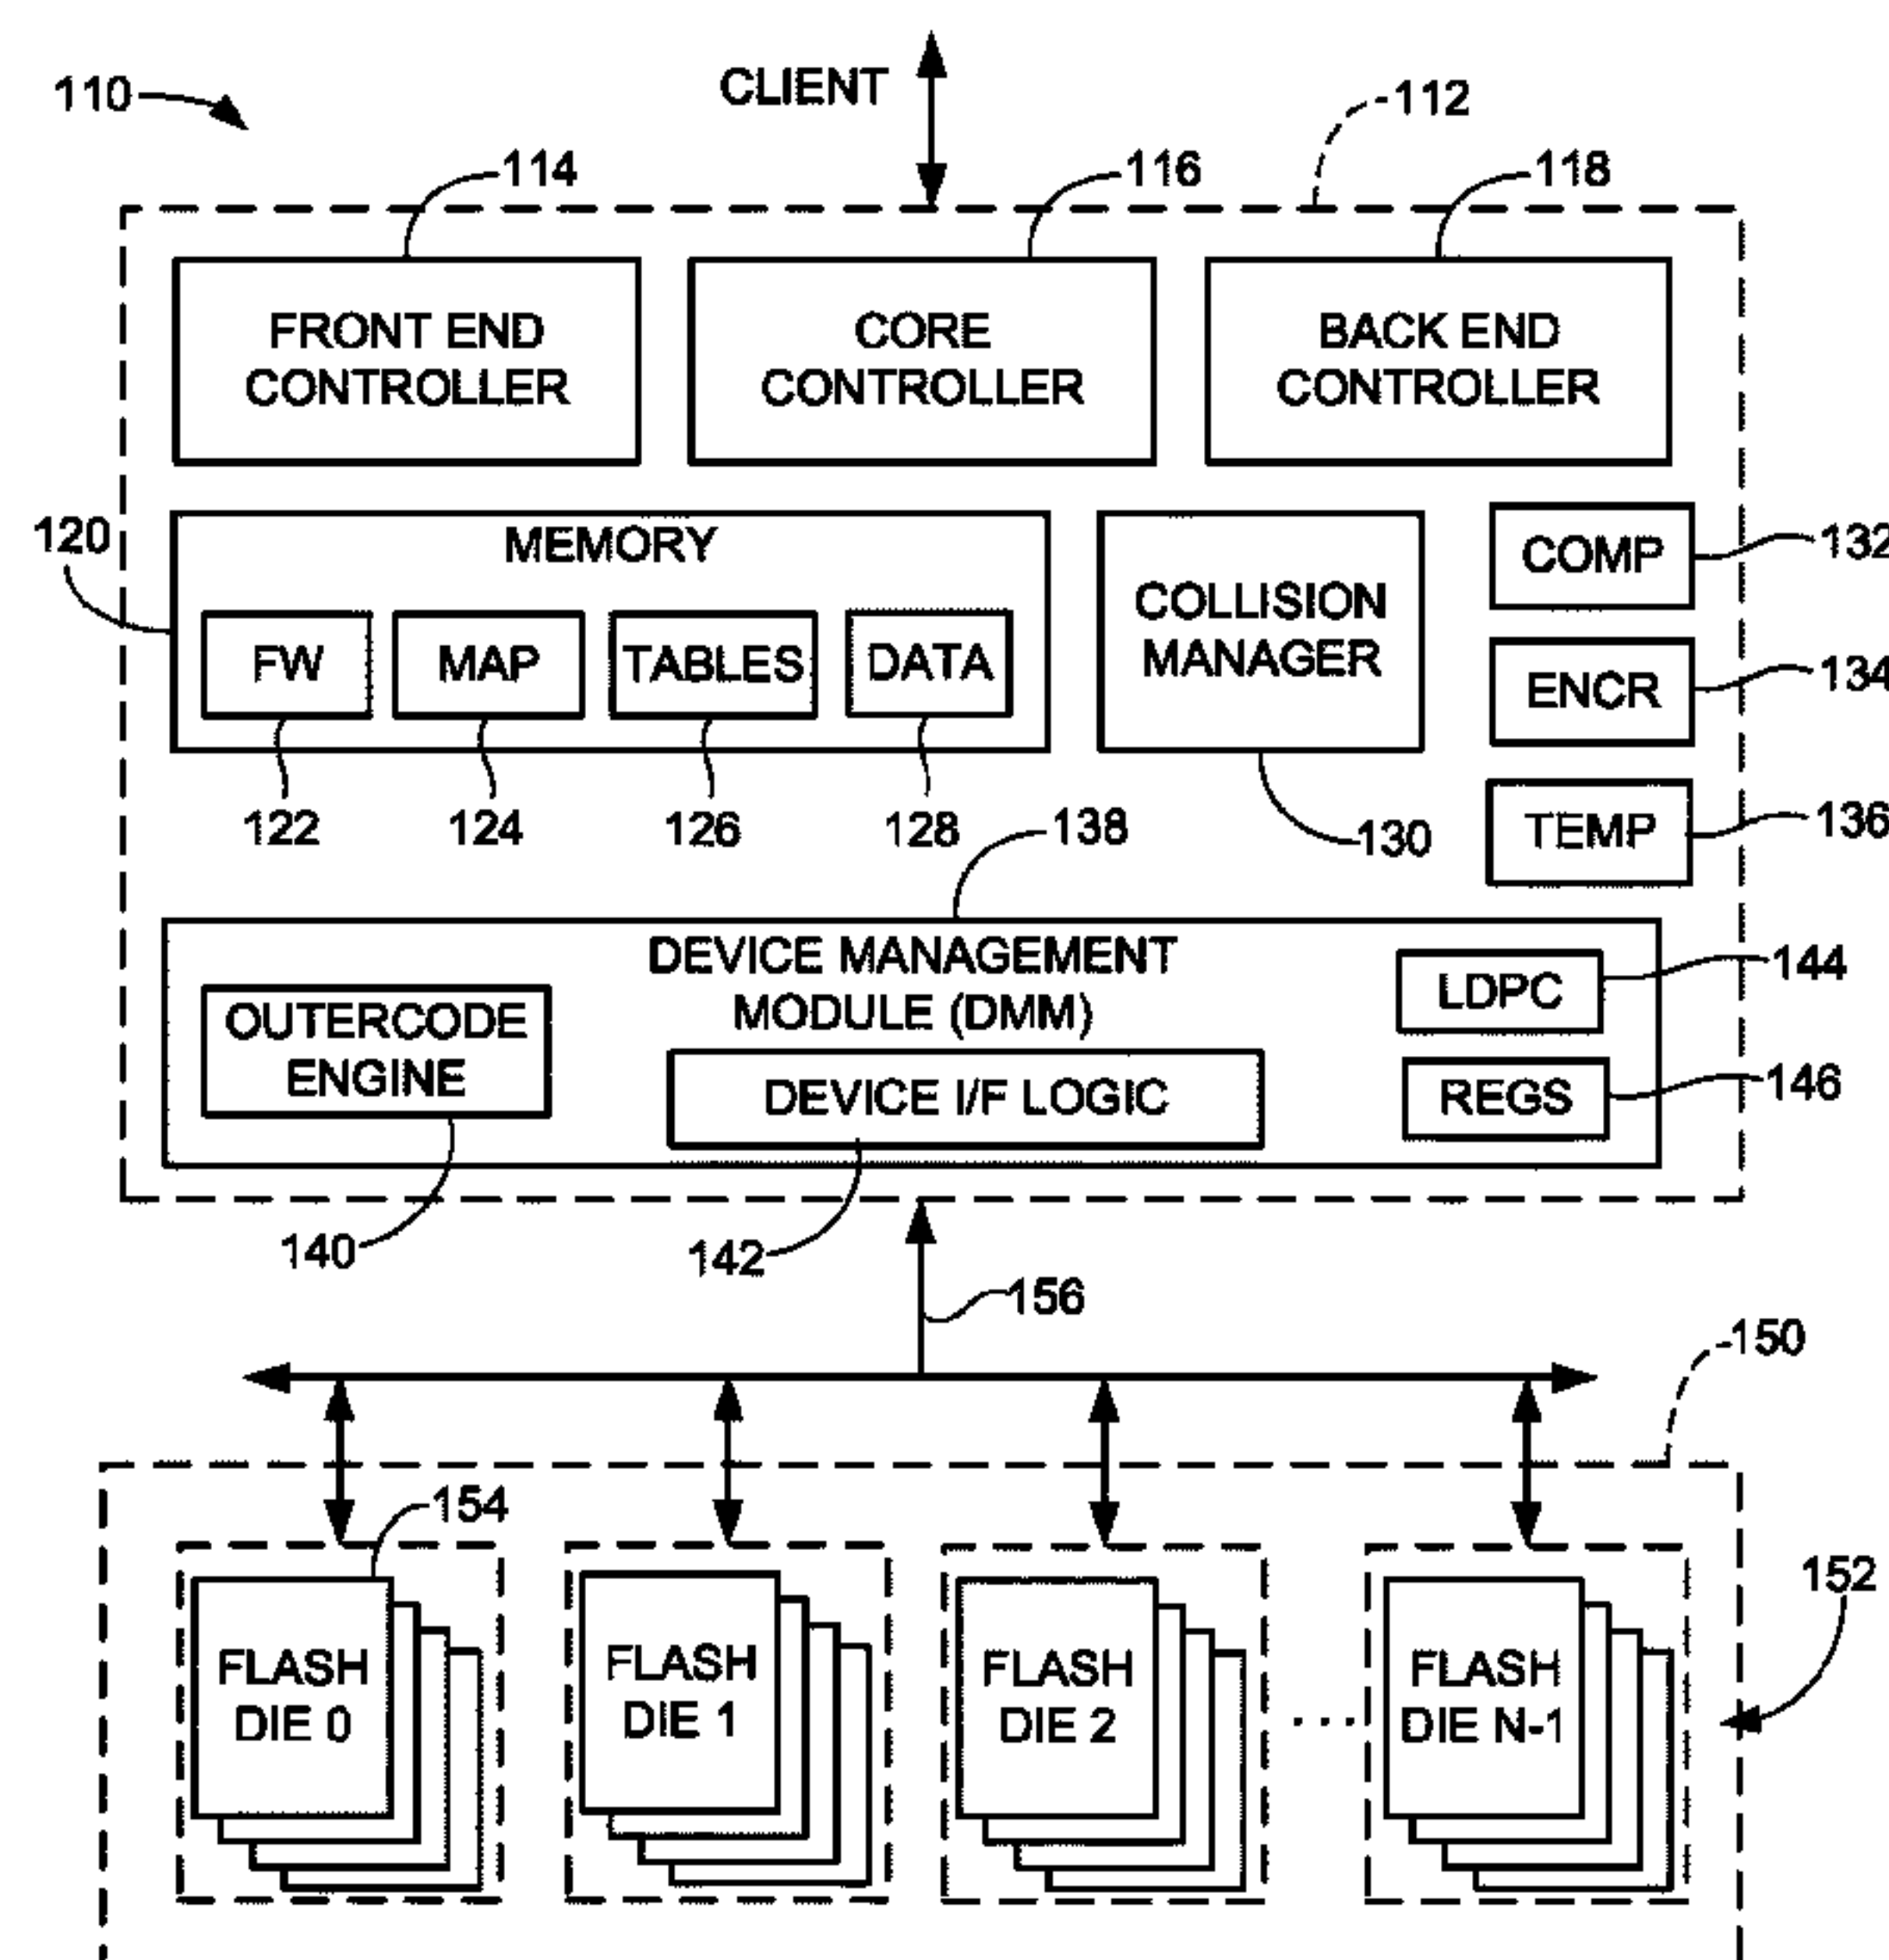 110
CLIENT
112
114
116
118
FRONT END
CONTROLLER
CORE
CONTROLLER
BACK END
CONTROLLER
120
MEMORY
FW
MAP
TABLES
DATA
122
124
126
128
COLLISION
MANAGER
130
COMP
132
ENCR
134
TEMP
136
138
DEVICE MANAGEMENT
MODULE (DMM)
OUTERCODE
ENGINE
DEVICE I/F LOGIC
LDPC
144
REGS
146
140
142
156
150
154
152
FLASH
DIE 0
FLASH
DIE 1
FLASH
DIE 2
...
FLASH
DIE N-1